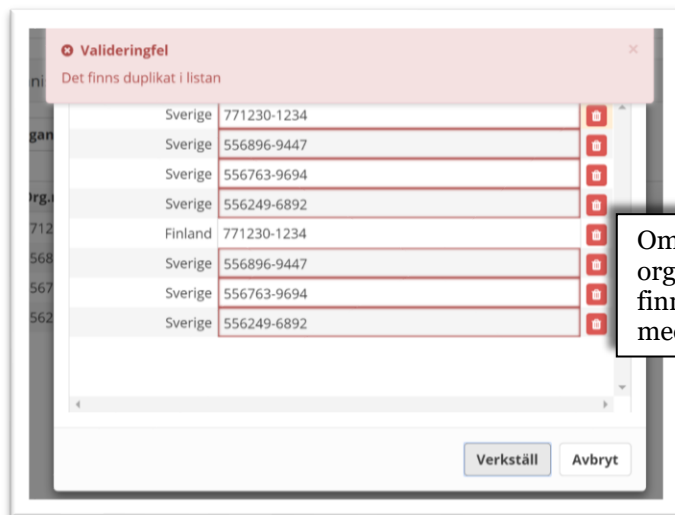 Valideringfel
Det finns duplikat i listan
Sverige 771230-1234
Sverige 556896-9447
Sverige 556763-9694
Sverige 556249-6892
Finland 771230-1234
Sverige 556896-9447
Sverige 556763-9694
Sverige 556249-6892
Verkställ Avbryt
Om